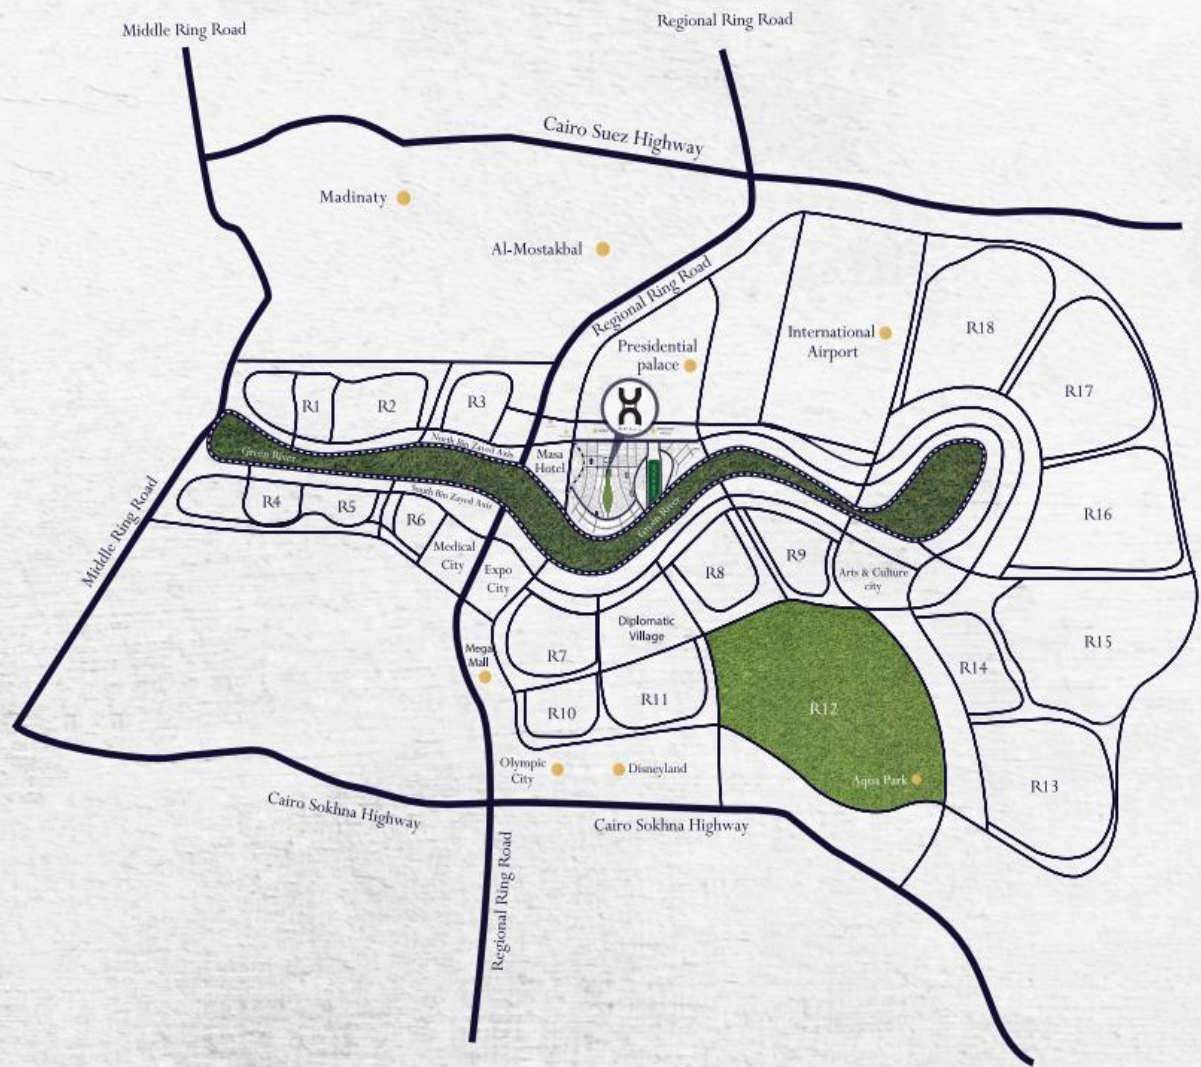 Middle Ring Road
Regional Ring Road
Cairo Suez Highway
Madinaty
Al-Mostakbal
Regional Ring Road
Presidential
palace
International
Airport
R18
R17
R1
R2
R3
North Bin Zayed Axis
Masa
Hotel
Green River
South Bin Zayed Axis
Green River
R4
R5
R6
R16
Middle Ring Road
Medical
City
Expo
City
R8
R9
Arts & Culture
city
Diplomatic
Village
R7
Mega
Mall
R15
R14
R10
R11
R12
Olympic
City
Disneyland
Aqua Park
R13
Cairo Sokhna Highway
Cairo Sokhna Highway
Regional Ring Road